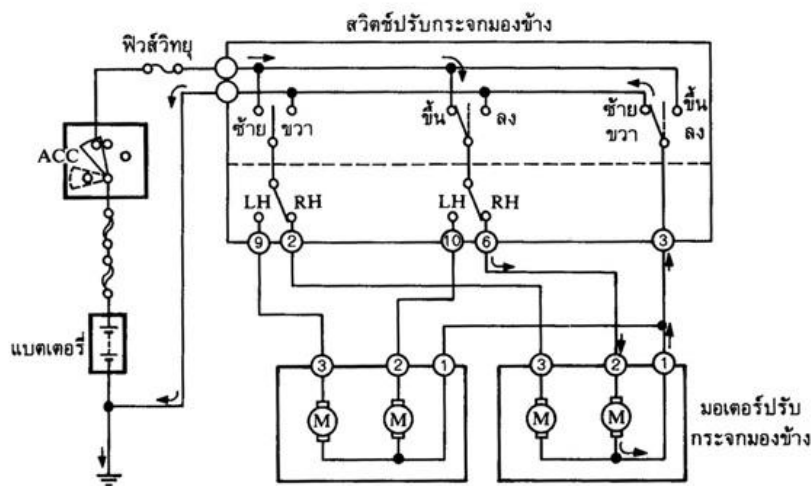 สวิตช์ปรับกระจกมองข้าง
ฟิวส์วิทยุ
ซ้าย ขวา
ขึ้น ลง
ซ้าย ขึ้น
ขวา ลง
ACC
LH RH LH RH
9 2 10 6 3
แบตเตอรี่
3 2 1 3 2 1
M M M M
มอเตอร์ปรับ
กระจกมองข้าง